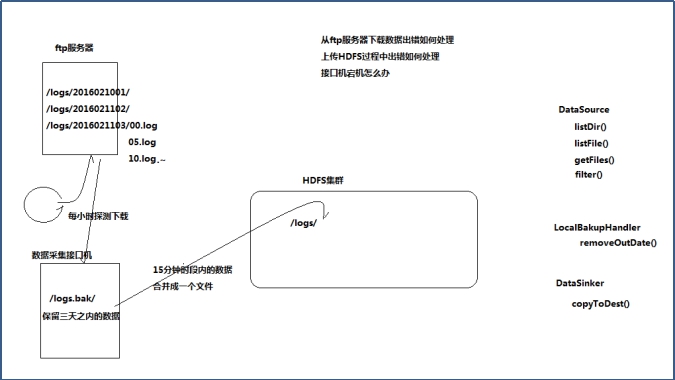 从ftp服务器下载数据出错如何处理
上传HDFS过程中出错如何处理
接口机宕机怎么办
ftp服务器
/logs/2016021001/
/logs/2016021102/
/logs/2016021103/00.log
05.log
10.log.~
每小时探测下载
数据采集接口机
/logs.bak/
保留三天之内的数据
15分钟时段内的数据
合并成一个文件
HDFS集群
/logs/
DataSource
listDir()
listFile()
getFiles()
filter()
LocalBakupHandler
removeOutDate()
DataSinker
copyToDest()